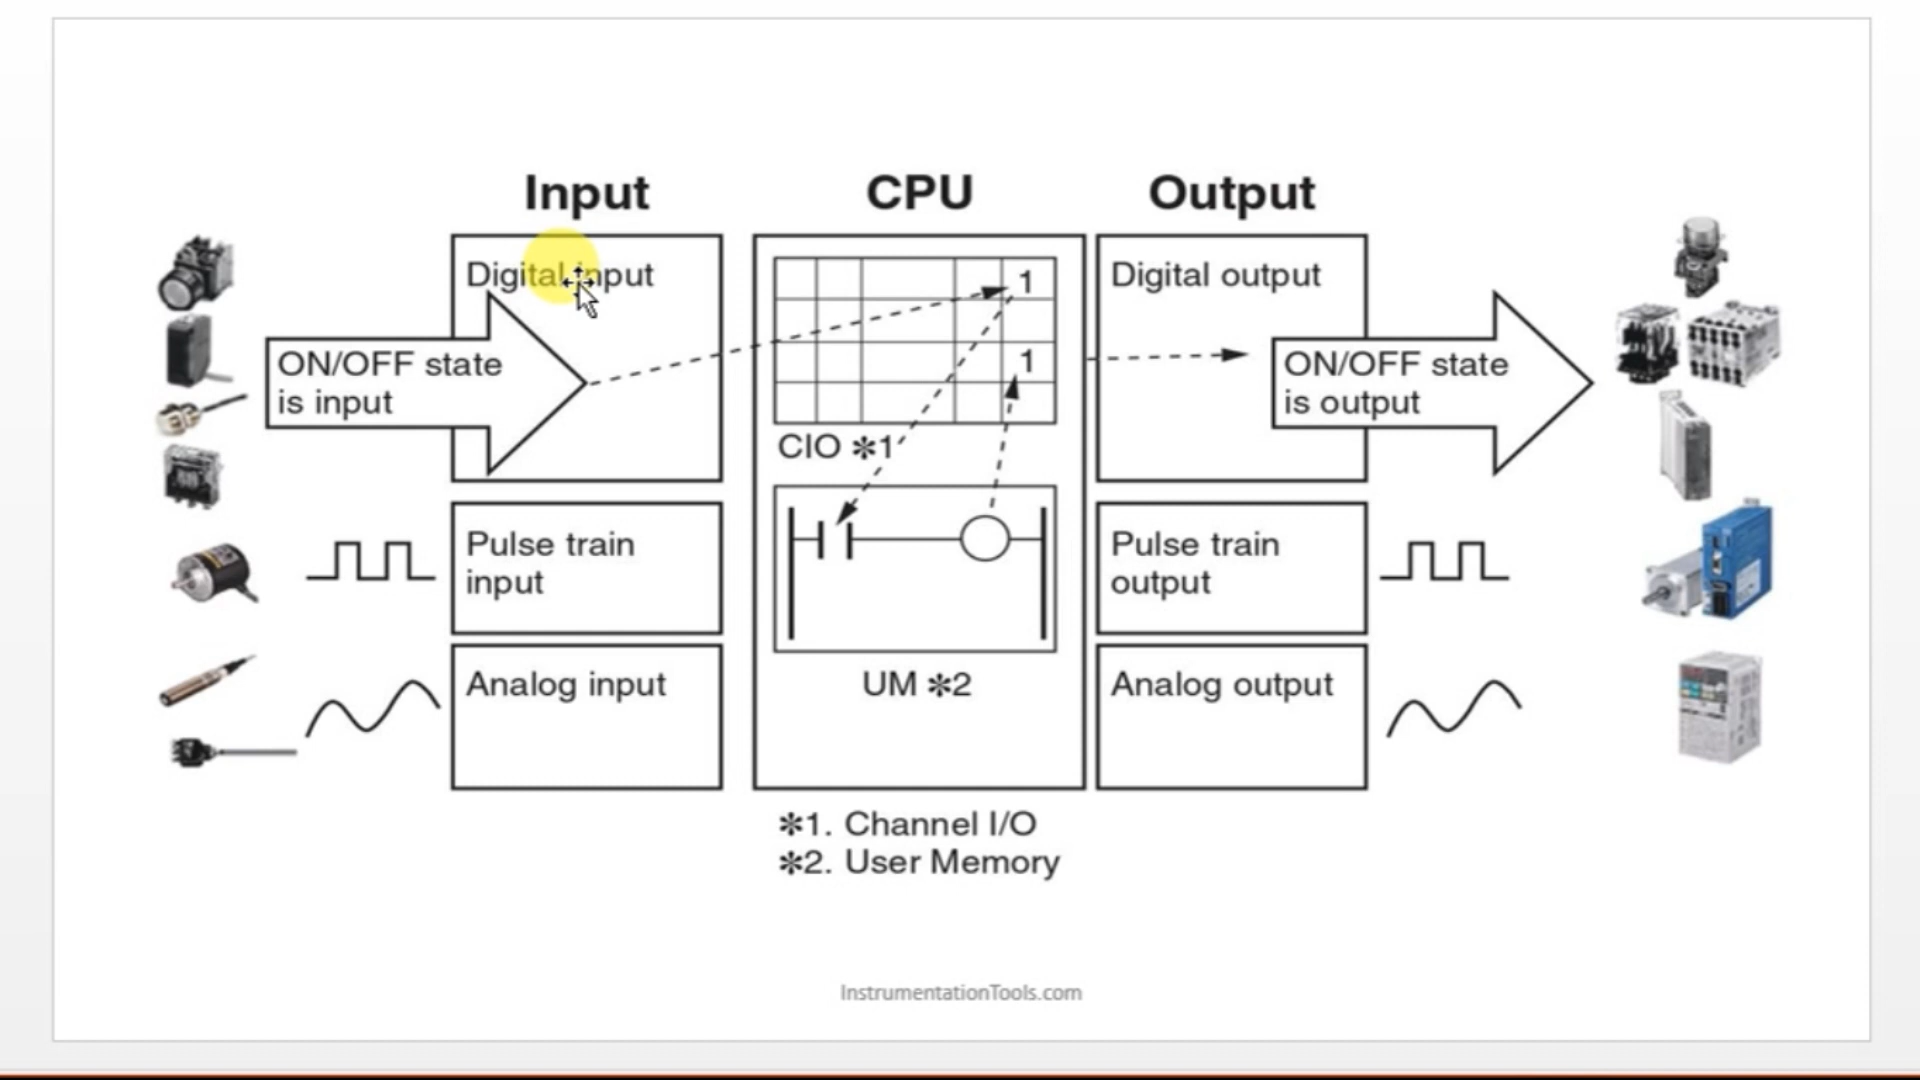 Input
CPU
Output
Digital input
1
Digital output
ON/OFF state
is input
1
ON/OFF state
is output
CIO ✻1
Pulse train
input
Pulse train
output
Analog input
UM ✻2
Analog output
✻1. Channel I/O
✻2. User Memory
InstrumentationTools.com